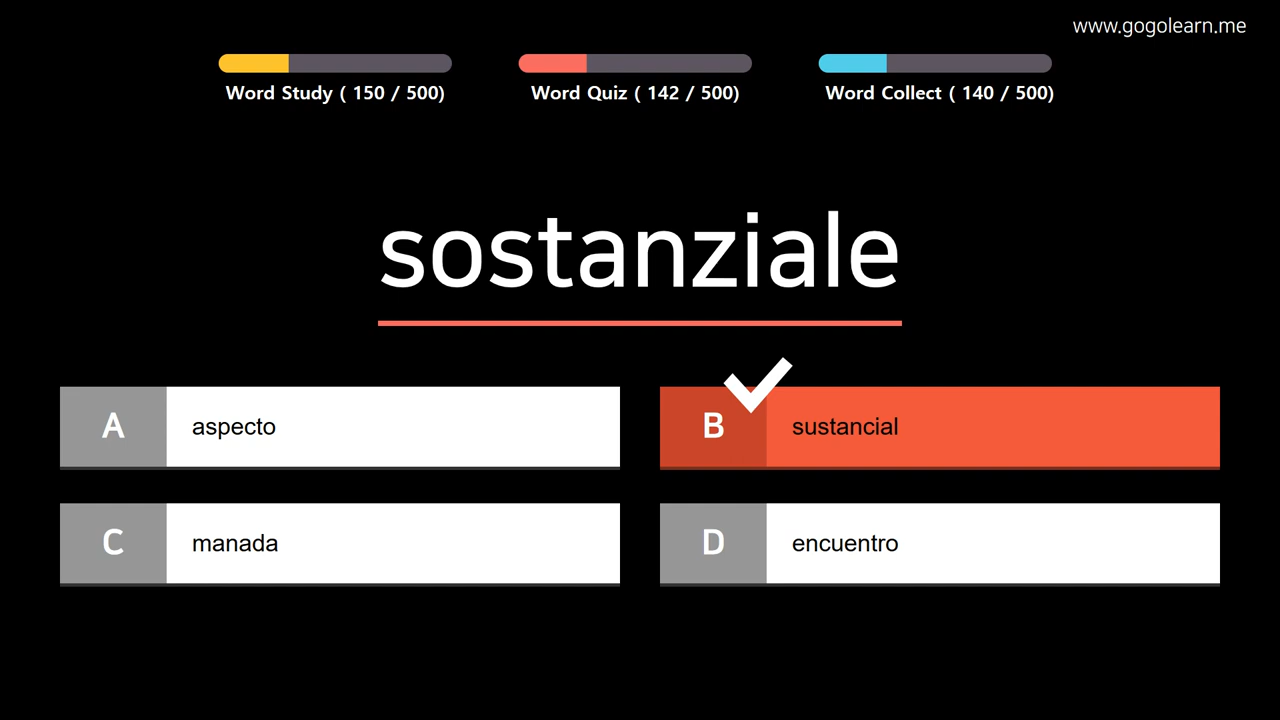 www.gogolearn.me
Word Study ( 150 / 500)
Word Quiz ( 142 / 500)
Word Collect ( 140 / 500)
sostanziale
A aspecto
B sustancial
C manada
D encuentro